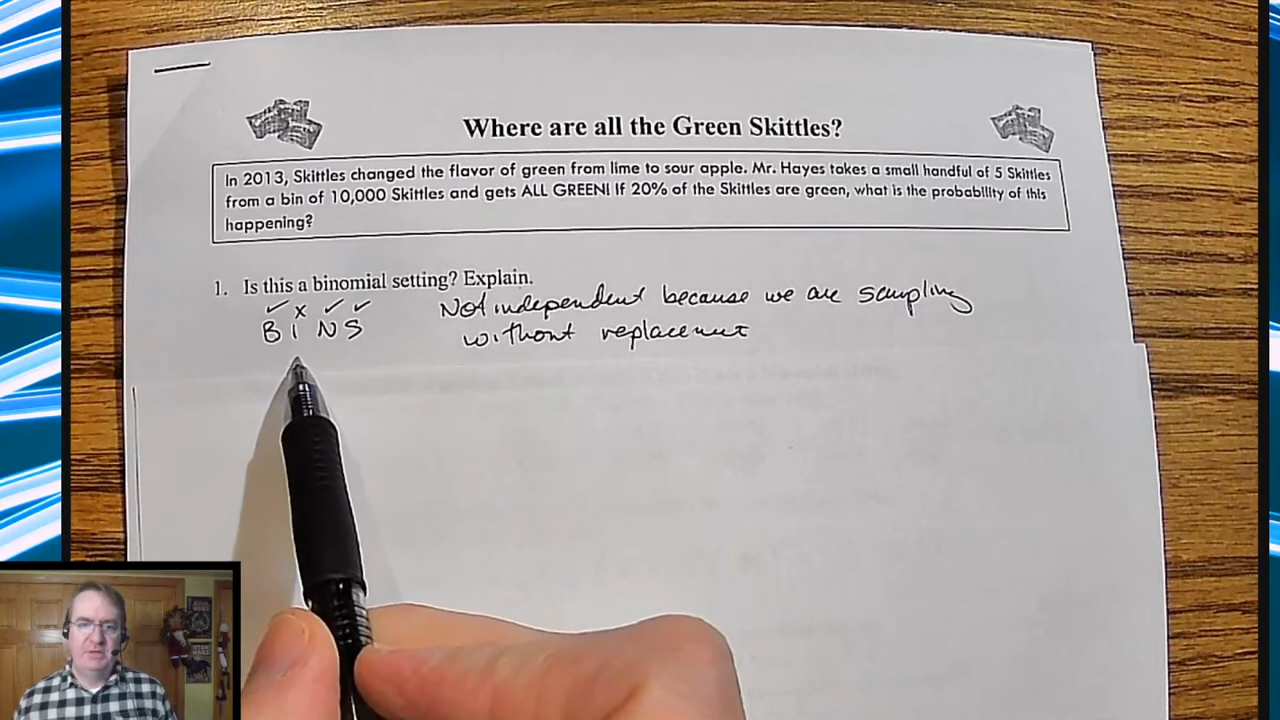 Where are all the Green Skittles?
In 2013, Skittles changed the flavor of green from lime to sour apple. Mr. Hayes takes a small handful of 5 Skittles
from a bin of 10,000 Skittles and gets ALL GREEN! If 20% of the Skittles are green, what is the probability of this
happening?
1. Is this a binomial setting? Explain.
✓ x ✓ ✓
B I N S
Not independent because we are sampling
without replacement